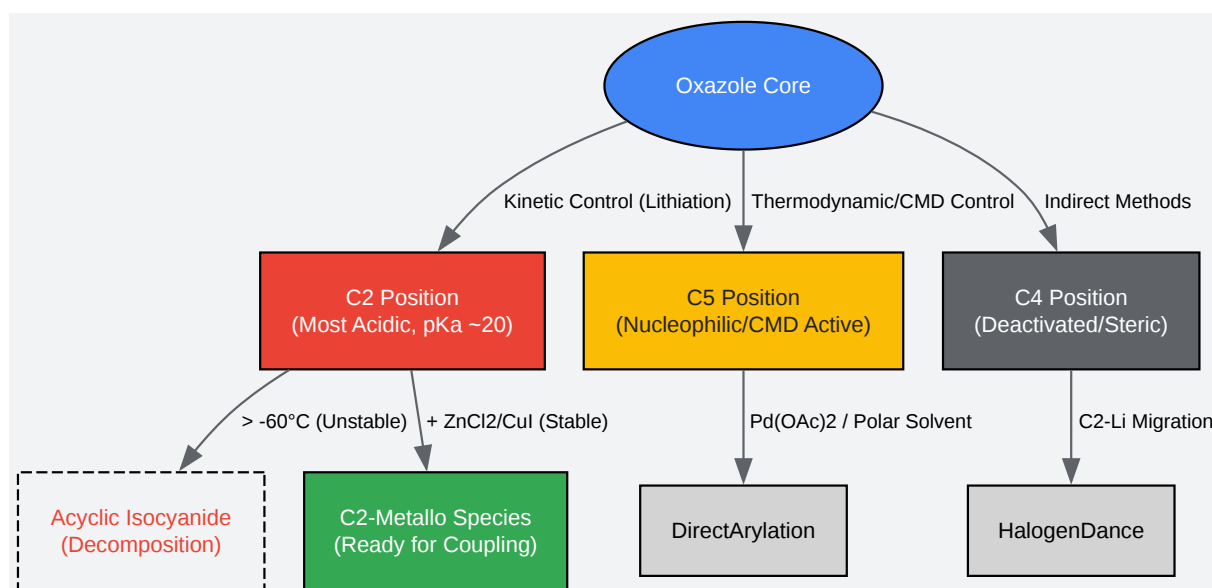 Oxazole Core
Kinetic Control (Lithiation)
Thermodynamic/CMD Control
Indirect Methods
C2 Position
(Most Acidic, pKa ~20)
C5 Position
(Nucleophilic/CMD Active)
C4 Position
(Deactivated/Steric)
> -60°C (Unstable)
+ ZnCl2/CuI (Stable)
Pd(OAc)2 / Polar Solvent
C2-Li Migration
Acyclic Isocyanide
(Decomposition)
C2-Metallo Species
(Ready for Coupling)
DirectArylation
HalogenDance